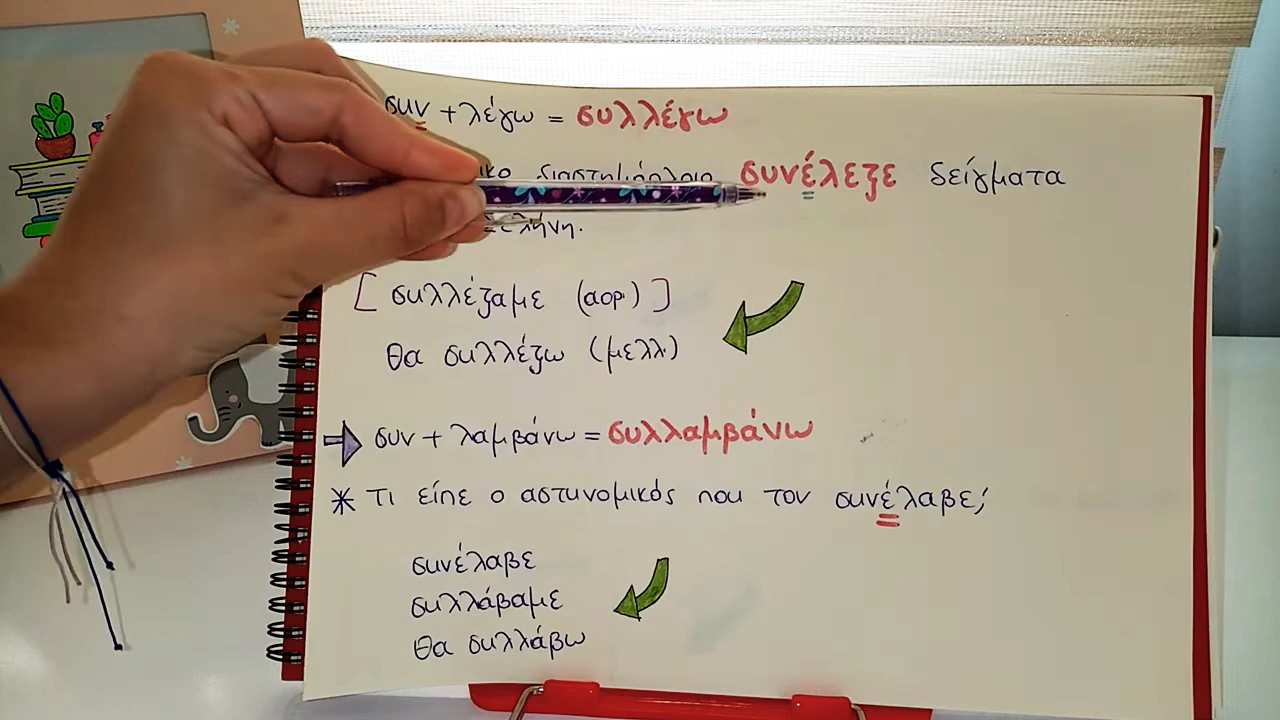 συν + λέγω = συλλέγω
διαστημόπλοιο συνέλεξε δείγματα
[ συλλέξαμε (αορ.) ]
θα συλλέξω (μελλ)
συν + λαμβάνω = συλλαμβάνω
* Τι είπε ο αστυνομικός που τον συνέλαβε;
συνέλαβε
συλλάβαμε
θα συλλάβω